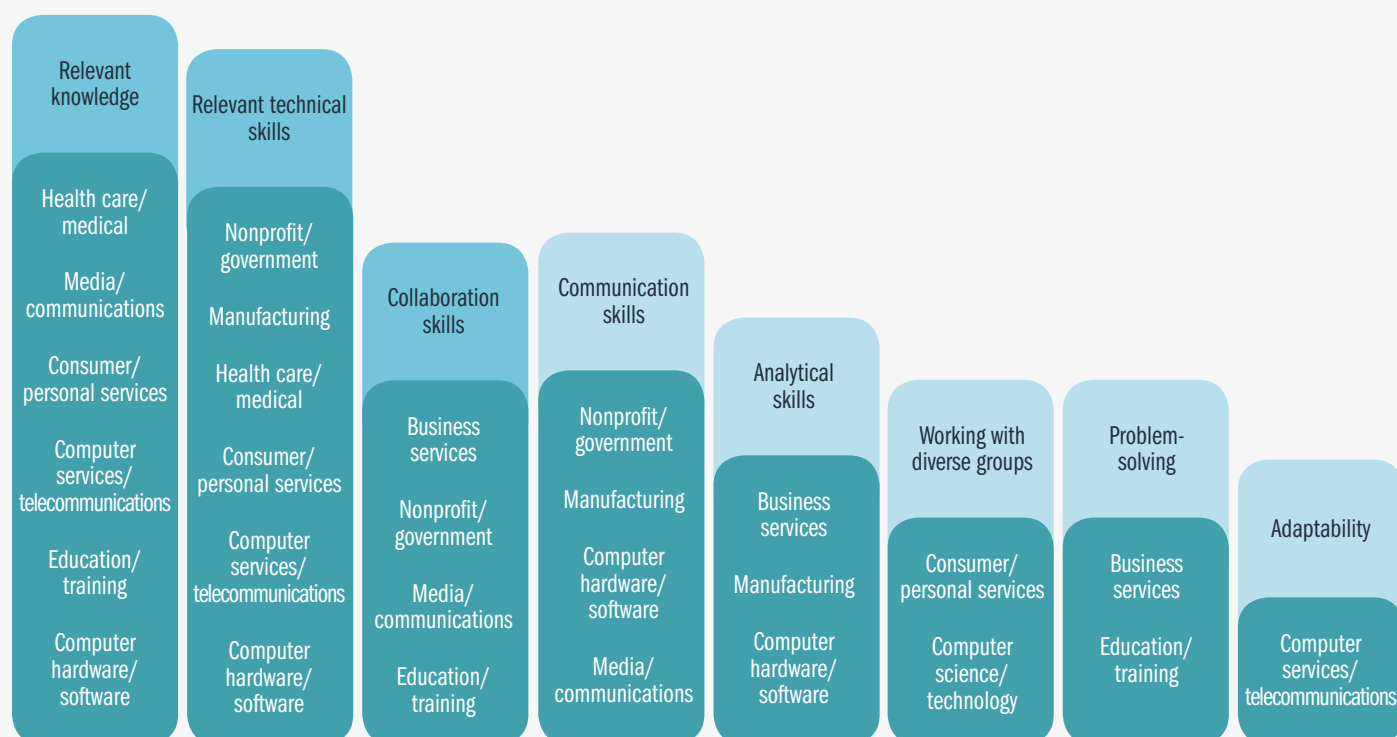 Relevant
knowledge
Health care/
medical
Media/
communications
Consumer/
personal services
Computer
services/
telecommunications
Education/
training
Computer
hardware/
software
Relevant technical
skills
Nonprofit/
government
Manufacturing
Health care/
medical
Consumer/
personal services
Computer
services/
telecommunications
Computer
hardware/
software
Collaboration
skills
Business
services
Nonprofit/
government
Media/
communications
Education/
training
Communication
skills
Nonprofit/
government
Manufacturing
Computer
hardware/
software
Media/
communications
Analytical
skills
Business
services
Manufacturing
Computer
hardware/
software
Working with
diverse groups
Consumer/
personal services
Computer
science/
technology
Problem-
solving
Business
services
Education/
training
Adaptability
Computer
services/
telecommunications